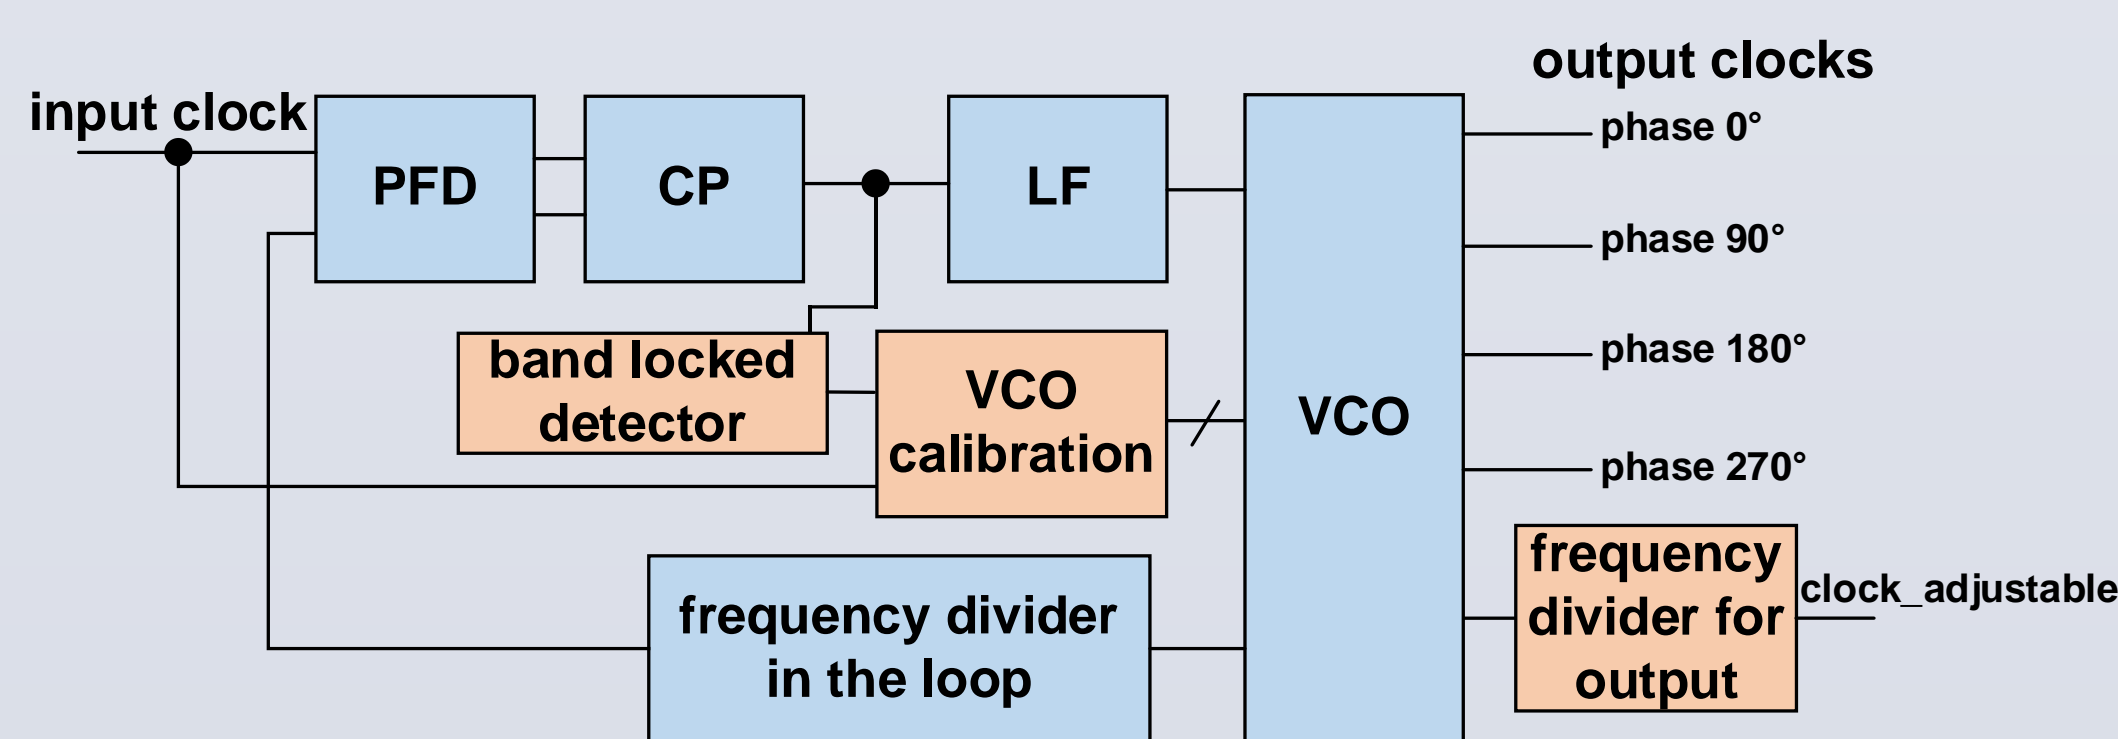 output clocks
input clock
phase 0°
PFD
CP
LF
phase 90°
band locked
detector
VCO
calibration
VCO
phase 180°
phase 270°
frequency divider
in the loop
frequency
divider for
output
clock_adjustable